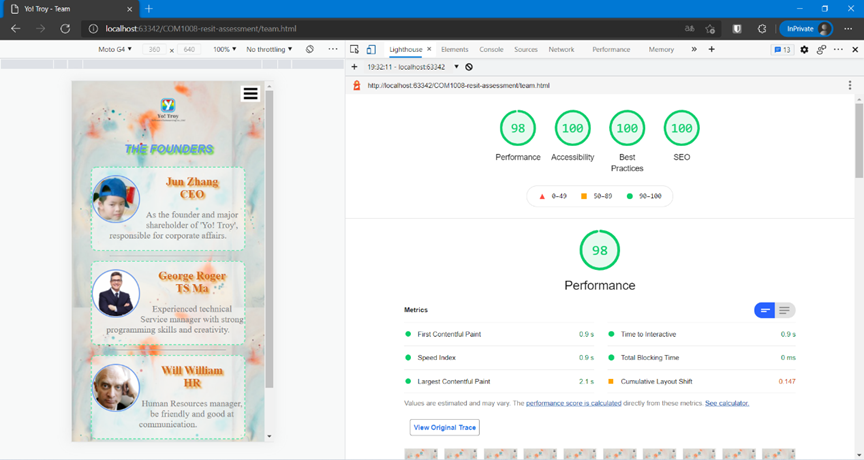 Yo! Troy - Team
localhost:63342/COM1008-resit-assessment/team.html
InPrivate
Moto G4
360 × 640
100%
No throttling
Lighthouse
Elements
Console
Sources
Network
Performance
Memory
13
19:32:11 - localhost:63342
http://localhost:63342/COM1008-resit-assessment/team.html
Yo! Troy
THE FOUNDERS
Jun Zhang
CEO
As the founder and major
shareholder of 'Yo! Troy',
responsible for corporate affairs.
George Roger
TS Ma
Experienced technical
Service manager with strong
programming skills and creativity.
Will William
HR
Human Resources manager,
be friendly and good at
communication.
98
100
100
100
Performance
Accessibility
Best
Practices
SEO
0–49
50–89
90–100
98
Performance
Metrics
First Contentful Paint 0.9 s
Time to Interactive 0.9 s
Speed Index 0.9 s
Total Blocking Time 0 ms
Largest Contentful Paint 2.1 s
Cumulative Layout Shift 0.147
Values are estimated and may vary. The performance score is calculated directly from these metrics. See calculator.
View Original Trace